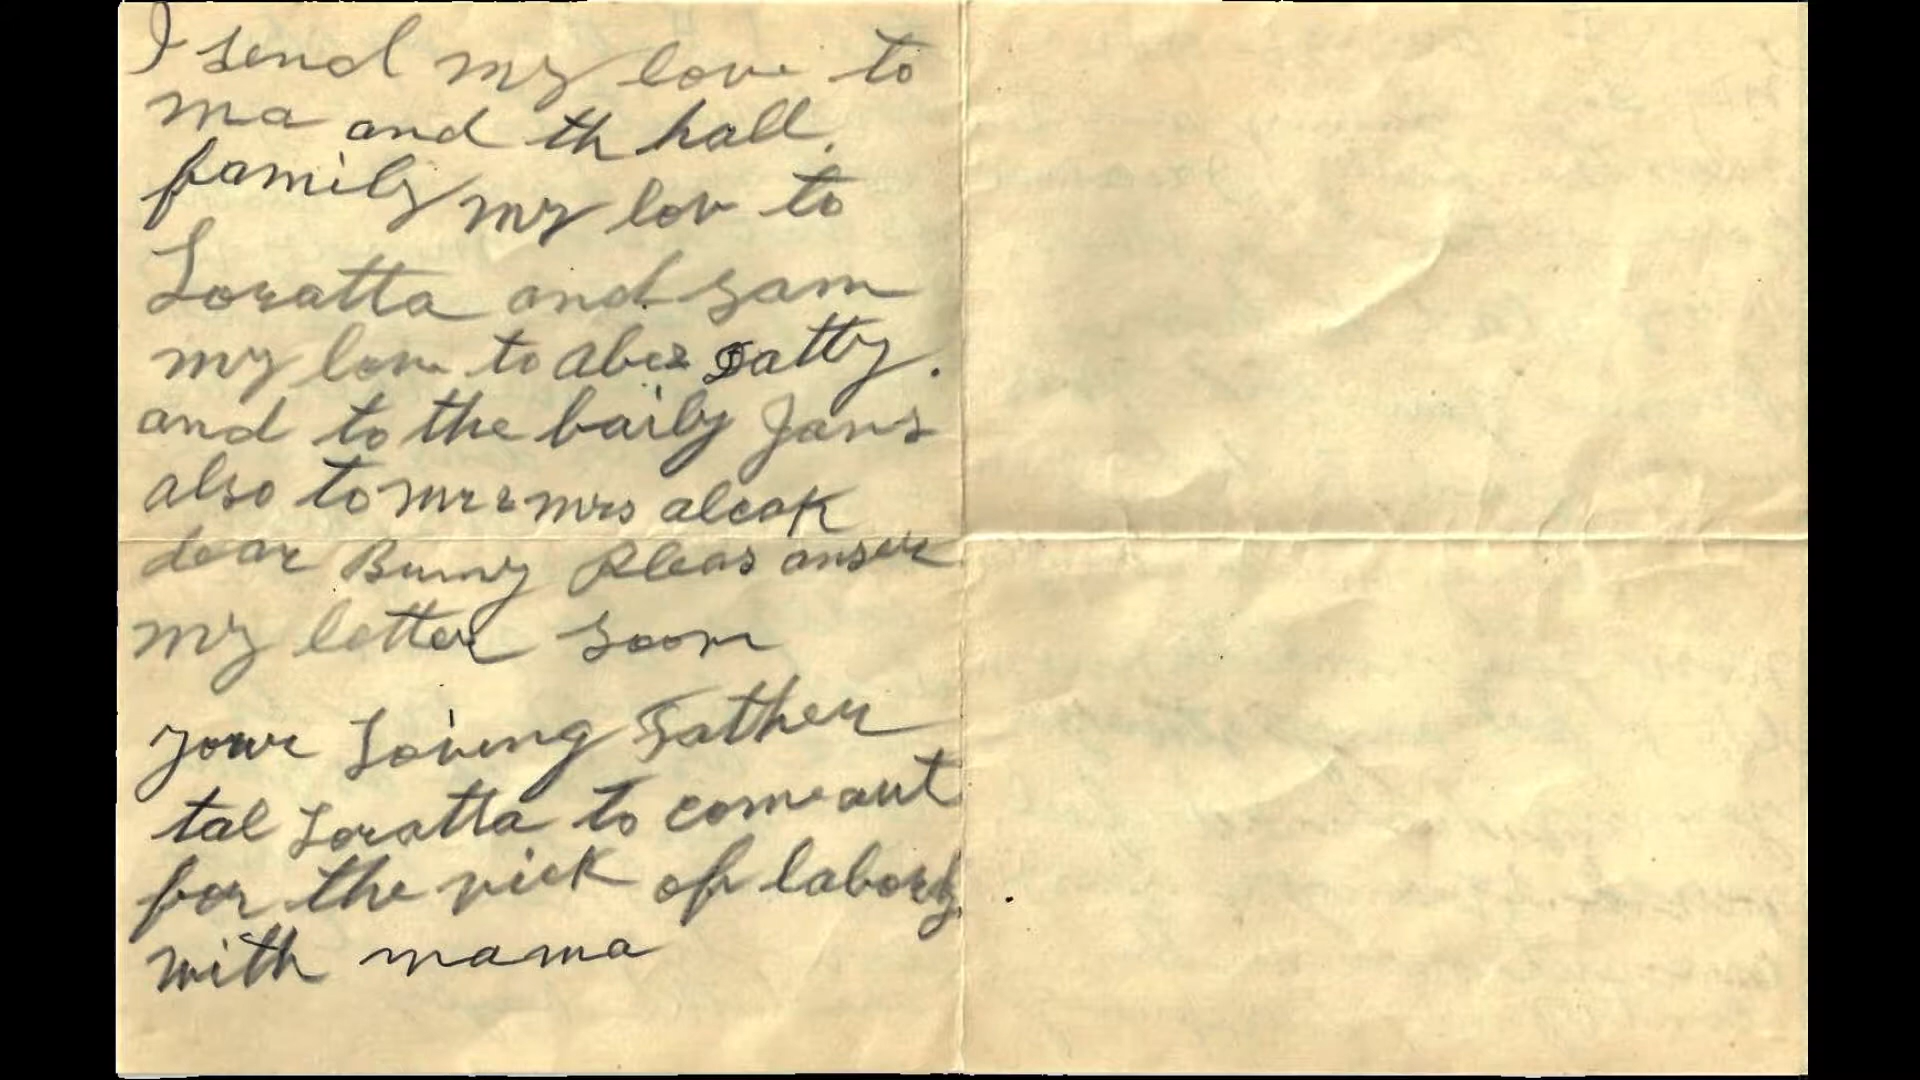 I send my love to
ma and th hall.
family my lov to
Loratta and sam
my love to abe & Patty.
and to the baily Jans
also to mr & mrs alcak
dear Bunny Pleas anser
my letter soon
your Loving Father
tal Loratta to come out
for the vick of labor
with mama